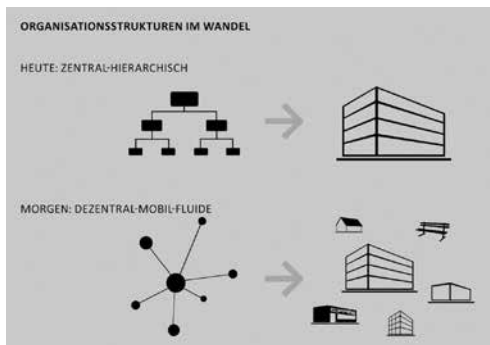 ORGANISATIONSSTRUKTUREN IM WANDEL
HEUTE: ZENTRAL-HIERARCHISCH
MORGEN: DEZENTRAL-MOBIL-FLUIDE